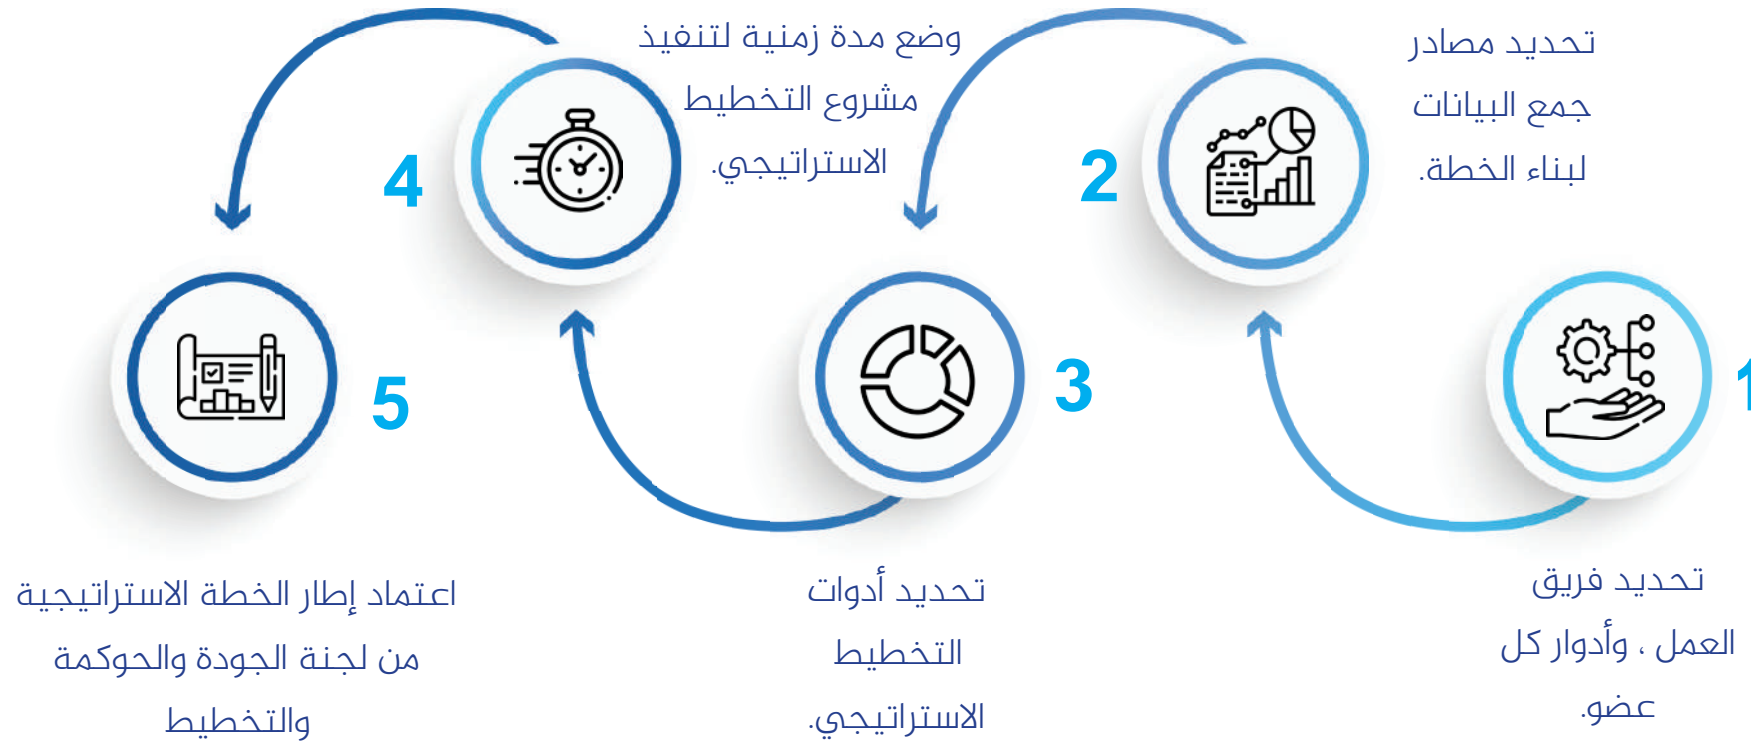 1
تحديد فريق
العمل ، وأدوار كل
عضو.
2
تحديد مصادر
جمع البيانات
لبناء الخطة.
3
تحديد أدوات
التخطيط
الاستراتيجي.
4
وضع مدة زمنية لتنفيذ
مشروع التخطيط
الاستراتيجي.
5
اعتماد إطار الخطة الاستراتيجية
من لجنة الجودة والحوكمة
والتخطيط